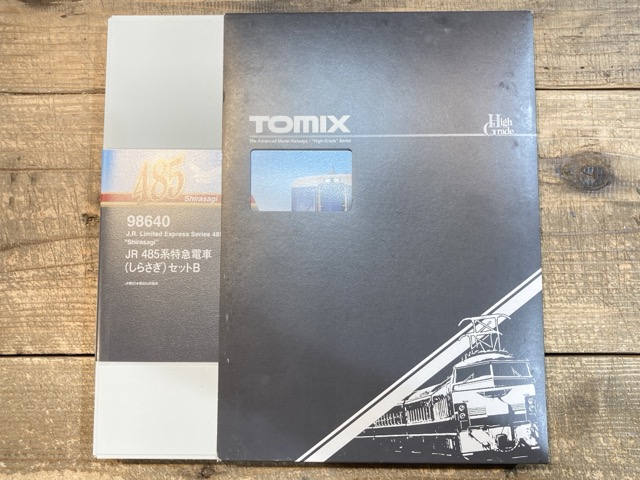 TOMIX
The Advanced Model Railways / "High-Grade" Series
High
Grade
485
Shirasagi
98640
J.R. Limited Express Series 485
"Shirasagi"
JR 485系特急電車
(しらさぎ)セットB